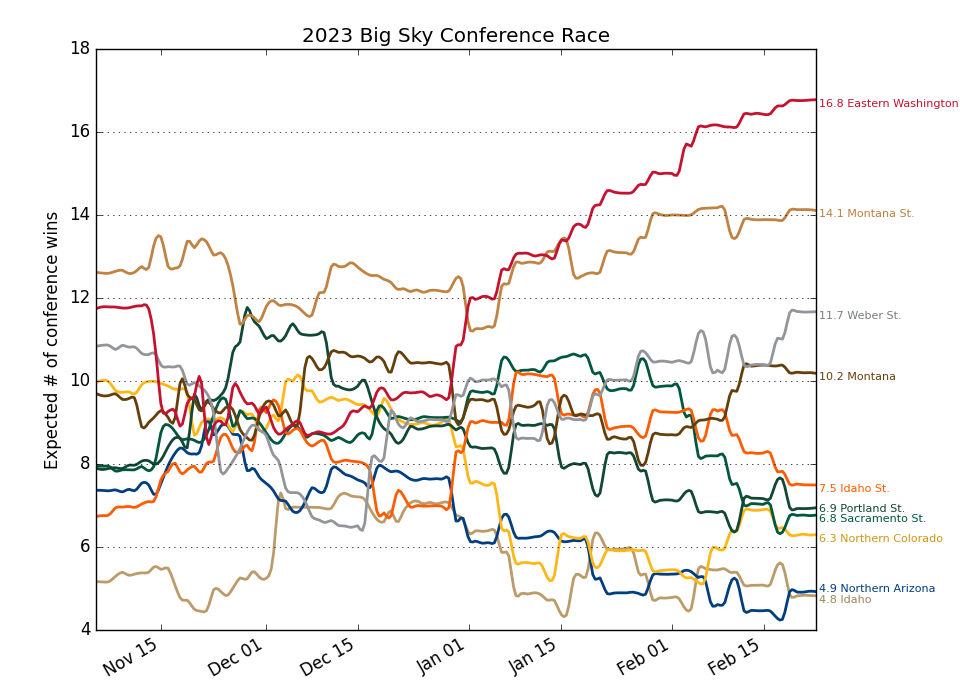 2023 Big Sky Conference Race
Expected # of conference wins
18
16
14
12
10
8
6
4
Nov 15
Dec 01
Dec 15
Jan 01
Jan 15
Feb 01
Feb 15
16.8 Eastern Washington
14.1 Montana St.
11.7 Weber St.
10.2 Montana
7.5 Idaho St.
6.9 Portland St.
6.8 Sacramento St.
6.3 Northern Colorado
4.9 Northern Arizona
4.8 Idaho